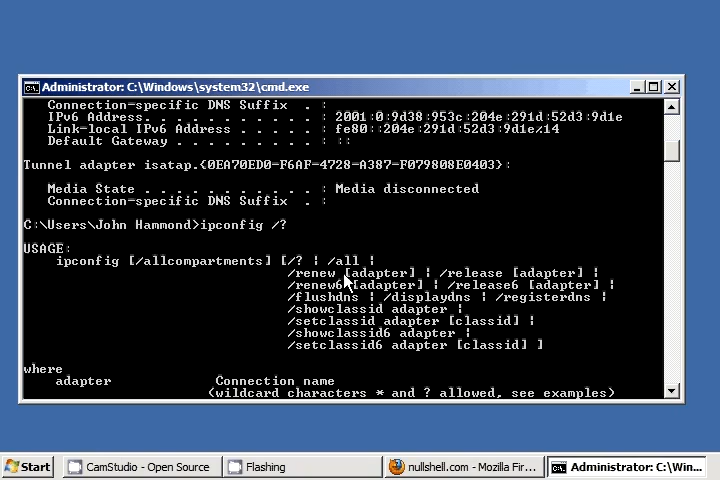 Administrator: C:\Windows\system32\cmd.exe
Connection-specific DNS Suffix . :
IPv6 Address. . . . . . . . . . . : 2001:0:9d38:953c:204e:291d:52d3:9d1e
Link-local IPv6 Address . . . . . : fe80::204e:291d:52d3:9d1e%14
Default Gateway . . . . . . . . . : ::
Tunnel adapter isatap.{0EA70ED0-F6AF-4728-A387-F079808E0403}:
Media State . . . . . . . . . . . : Media disconnected
Connection-specific DNS Suffix . :
C:\Users\John Hammond>ipconfig /?
USAGE:
ipconfig [/allcompartments] [/? | /all |
/renew [adapter] | /release [adapter] |
/renew6 [adapter] | /release6 [adapter] |
/flushdns | /displaydns | /registerdns |
/showclassid adapter |
/setclassid adapter [classid] |
/showclassid6 adapter |
/setclassid6 adapter [classid] ]
where
adapter Connection name
(wildcard characters * and ? allowed, see examples)
Start CamStudio - Open Source Flashing nullshell.com - Mozilla Fir... Administrator: C:\Win...